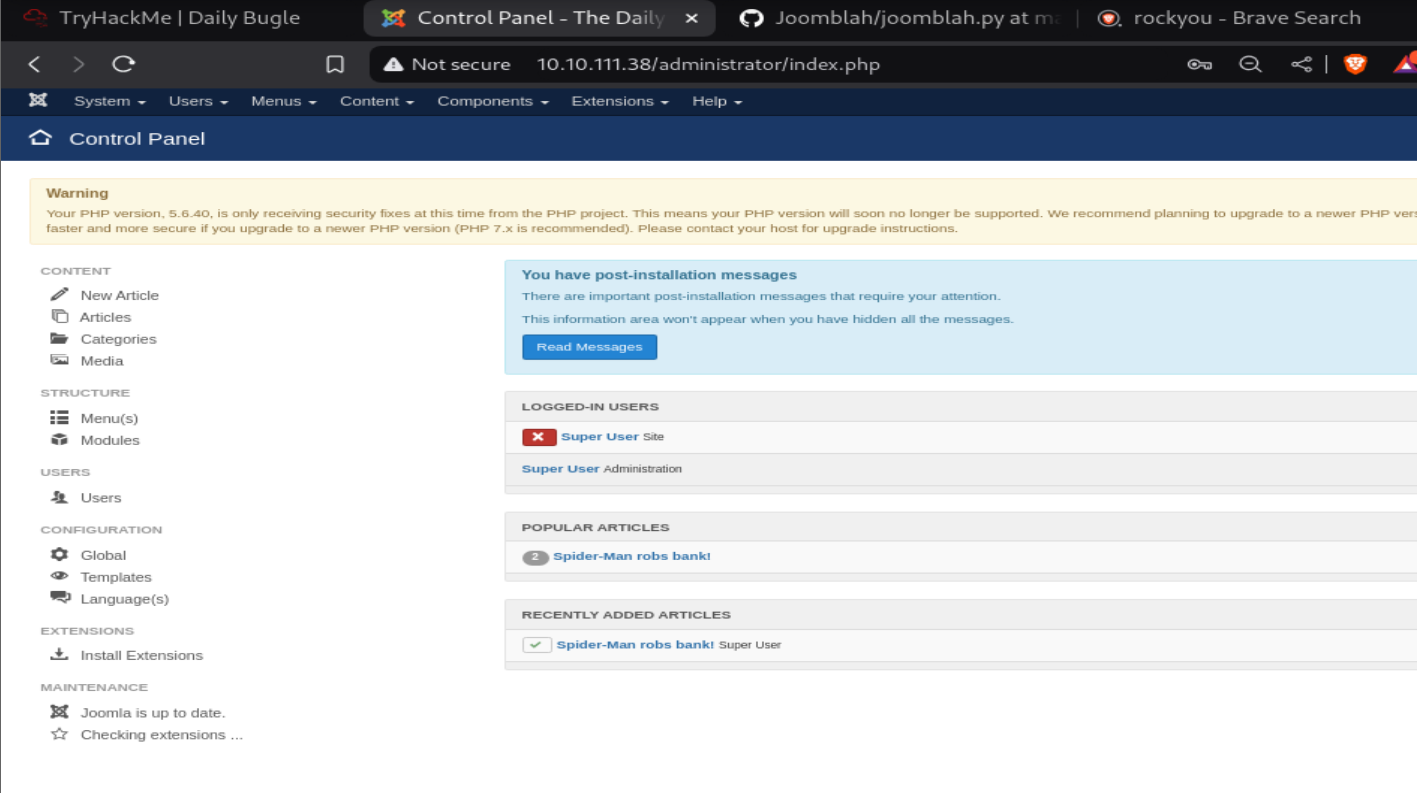 TryHackMe | Daily Bugle
Control Panel - The Daily
Joomblah/joomblah.py at ma
rockyou - Brave Search
Not secure 10.10.111.38/administrator/index.php
System Users Menus Content Components Extensions Help
Control Panel
Warning
Your PHP version, 5.6.40, is only receiving security fixes at this time from the PHP project. This means your PHP version will soon no longer be supported. We recommend planning to upgrade to a newer PHP vers
faster and more secure if you upgrade to a newer PHP version (PHP 7.x is recommended). Please contact your host for upgrade instructions.
CONTENT
New Article
Articles
Categories
Media
STRUCTURE
Menu(s)
Modules
USERS
Users
CONFIGURATION
Global
Templates
Language(s)
EXTENSIONS
Install Extensions
MAINTENANCE
Joomla is up to date.
Checking extensions ...
You have post-installation messages
There are important post-installation messages that require your attention.
This information area won't appear when you have hidden all the messages.
Read Messages
LOGGED-IN USERS
Super User Site
Super User Administration
POPULAR ARTICLES
2 Spider-Man robs bank!
RECENTLY ADDED ARTICLES
Spider-Man robs bank! Super User